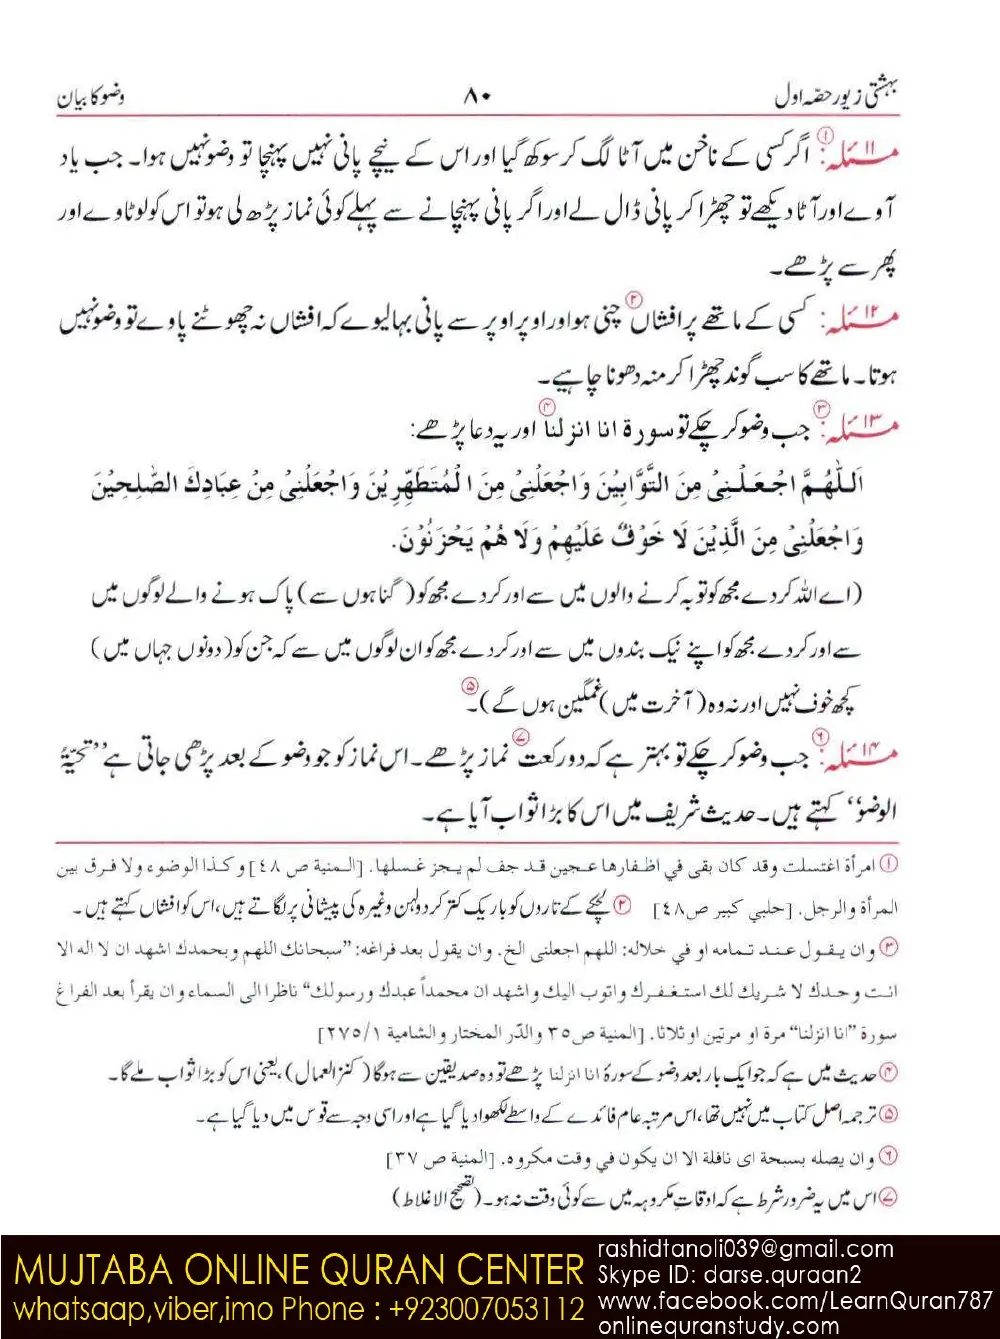 بہشتی زیور حصّہ اول ۸۰ وضو کا بیان
مسئلہ ۱۱: ① اگر کسی کے ناخن میں آٹا لگ کر سوکھ گیا اور اس کے نیچے پانی نہیں پہنچا تو وضو نہیں ہوا۔ جب یاد
آوے اور آٹا دیکھے تو چھڑا کر پانی ڈال لے اور اگر پانی پہنچانے سے پہلے کوئی نماز پڑھ لی ہو تو اس کو لوٹاوے اور
پھر سے پڑھے۔
مسئلہ ۱۲: کسی کے ماتھے پر افشاں② چنی ہو اور اوپر اوپر سے پانی بہا لیوے کہ افشاں نہ چھوٹنے پاوے تو وضو نہیں
ہوتا۔ ماتھے کا سب گوند چھڑا کر منہ دھونا چاہیے۔
مسئلہ ۱۳: ③ جب وضو کر چکے تو سورۃ انا انزلنا④ اور یہ دعا پڑھے:
اَللّٰهُمَّ اجْعَلْنِیْ مِنَ التَّوَّابِیْنَ وَاجْعَلْنِیْ مِنَ الْمُتَطَهِّرِیْنَ وَاجْعَلْنِیْ مِنْ عِبَادِكَ الصّٰلِحِیْنَ
وَاجْعَلْنِیْ مِنَ الَّذِیْنَ لَا خَوْفٌ عَلَیْهِمْ وَلَا هُمْ یَحْزَنُوْنَ.
(اے اللہ کردے مجھ کو توبہ کرنے والوں میں سے اور کردے مجھ کو (گناہوں سے) پاک ہونے والے لوگوں میں
سے اور کردے مجھ کو اپنے نیک بندوں میں سے اور کردے مجھ کو ان لوگوں میں سے کہ جن کو (دونوں جہاں میں)
کچھ خوف نہیں اور نہ وہ (آخرت میں) غمگین ہوں گے)۔⑤
مسئلہ ۱۴: ⑥ جب وضو کر چکے تو بہتر ہے کہ دو رکعت⑦ نماز پڑھے۔ اس نماز کو جو وضو کے بعد پڑھی جاتی ہے ’’تحیّۃُ
الوضوٴ‘‘ کہتے ہیں۔ حدیث شریف میں اس کا بڑا ثواب آیا ہے۔
① امرأة اغتسلت وقد كان بقى في اظفارها عجين قد جف لم يجز غسلها. [المنية ص ٤٨] وكذا الوضوء ولا فرق بين
المرأة والرجل. [حلبي كبير ص٤٨] ② لچکے کے تاروں کو باریک کتر کر دولہن وغیرہ کی پیشانی پر لگاتے ہیں، اس کو افشاں کہتے ہیں۔
③ وان يقول عند تمامه او في خلاله: اللهم اجعلنى الخ. وان يقول بعد فراغه: ”سبحانك اللهم وبحمدك اشهد ان لا اله الا
انت وحدك لا شريك لك استغفرك واتوب اليك واشهد ان محمداً عبدك ورسولك“ ناظرا الى السماء وان يقرأ بعد الفراغ
سورة ”انا انزلنا“ مرة او مرتين او ثلاثا. [المنية ص٣٥ والدّر المختار والشامية ١/٢٧٥]
④ حدیث میں ہے کہ جو ایک بار بعد وضو کے سورۂ انا انزلنا پڑھے تو وہ صدیقین سے ہوگا (کنز العمال)، یعنی اس کو بڑا ثواب ملے گا۔
⑤ ترجمہ اصل کتاب میں نہیں تھا، اس مرتبہ عام فائدے کے واسطے لکھوا دیا گیا ہے اور اسی وجہ سے قوس میں دیا گیا ہے۔
⑥ وان يصله بسبحة اى نافلة الا ان يكون في وقت مكروه. [المنية ص ٣٧]
⑦ اس میں یہ ضرور شرط ہے کہ اوقاتِ مکروہہ میں سے کوئی وقت نہ ہو۔ (تصحیح الاغلاط)
MUJTABA ONLINE QURAN CENTER
whatsaap,viber,imo Phone : +923007053112
rashidtanoli039@gmail.com
Skype ID: darse.quraan2
www.facebook.com/LearnQuran787
onlinequranstudy.com